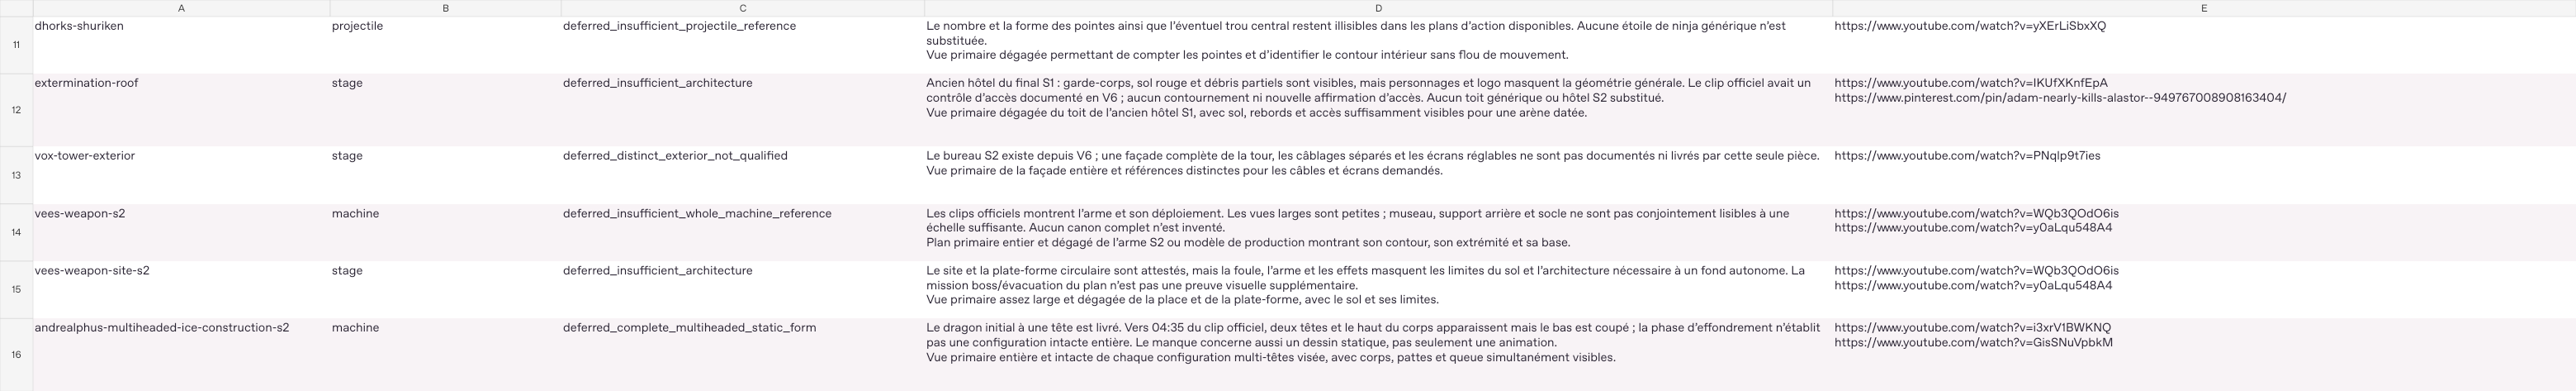 A B C D E
11 dhorks-shuriken projectile deferred_insufficient_projectile_reference Le nombre et la forme des pointes ainsi que l’éventuel trou central restent illisibles dans les plans d’action disponibles. Aucune étoile de ninja générique n’est https://www.youtube.com/watch?v=yXErLiSbxXQ
substituée.
Vue primaire dégagée permettant de compter les pointes et d’identifier le contour intérieur sans flou de mouvement.
12 extermination-roof stage deferred_insufficient_architecture Ancien hôtel du final S1 : garde-corps, sol rouge et débris partiels sont visibles, mais personnages et logo masquent la géométrie générale. Le clip officiel avait un https://www.youtube.com/watch?v=IKUfXKnfEpA
contrôle d’accès documenté en V6 ; aucun contournement ni nouvelle affirmation d’accès. Aucun toit générique ou hôtel S2 substitué. https://www.pinterest.com/pin/adam-nearly-kills-alastor--949767008908163404/
Vue primaire dégagée du toit de l’ancien hôtel S1, avec sol, rebords et accès suffisamment visibles pour une arène datée.
13 vox-tower-exterior stage deferred_distinct_exterior_not_qualified Le bureau S2 existe depuis V6 ; une façade complète de la tour, les câblages séparés et les écrans réglables ne sont pas documentés ni livrés par cette seule pièce. https://www.youtube.com/watch?v=PNqlp9t7ies
Vue primaire de la façade entière et références distinctes pour les câbles et écrans demandés.
14 vees-weapon-s2 machine deferred_insufficient_whole_machine_reference Les clips officiels montrent l’arme et son déploiement. Les vues larges sont petites ; museau, support arrière et socle ne sont pas conjointement lisibles à une https://www.youtube.com/watch?v=WQb3QOdO6is
échelle suffisante. Aucun canon complet n’est inventé. https://www.youtube.com/watch?v=y0aLqu548A4
Plan primaire entier et dégagé de l’arme S2 ou modèle de production montrant son contour, son extrémité et sa base.
15 vees-weapon-site-s2 stage deferred_insufficient_architecture Le site et la plate-forme circulaire sont attestés, mais la foule, l’arme et les effets masquent les limites du sol et l’architecture nécessaire à un fond autonome. La https://www.youtube.com/watch?v=WQb3QOdO6is
mission boss/évacuation du plan n’est pas une preuve visuelle supplémentaire. https://www.youtube.com/watch?v=y0aLqu548A4
Vue primaire assez large et dégagée de la place et de la plate-forme, avec le sol et ses limites.
16 andrealphus-multiheaded-ice-construction-s2 machine deferred_complete_multiheaded_static_form Le dragon initial à une tête est livré. Vers 04:35 du clip officiel, deux têtes et le haut du corps apparaissent mais le bas est coupé ; la phase d’effondrement n’établit https://www.youtube.com/watch?v=i3xrV1BWKNQ
pas une configuration intacte entière. Le manque concerne aussi un dessin statique, pas seulement une animation. https://www.youtube.com/watch?v=GisSNuVpbkM
Vue primaire entière et intacte de chaque configuration multi-têtes visée, avec corps, pattes et queue simultanément visibles.